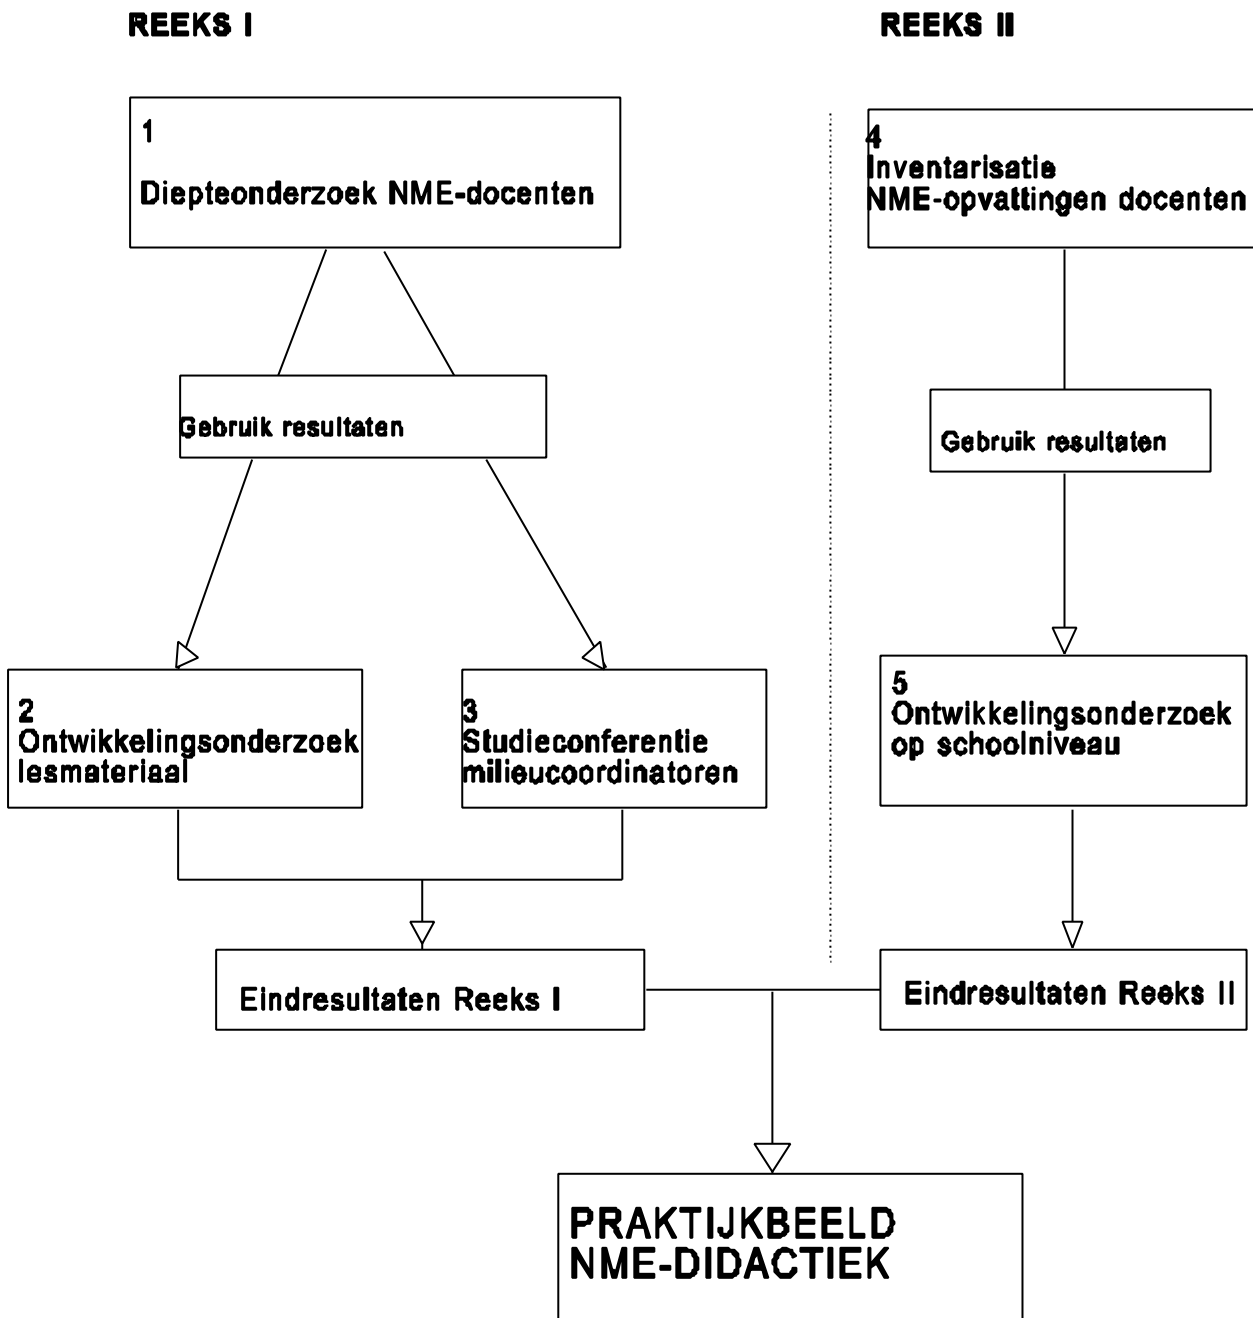 REEKS I
REEKS II
1
Diepteonderzoek NME-docenten
4
Inventarisatie
NME-opvattingen docenten
Gebruik resultaten
Gebruik resultaten
2
Ontwikkelingsonderzoek
lesmateriaal
3
Studieconferentie
milieucoordinatoren
5
Ontwikkelingsonderzoek
op schoolniveau
Eindresultaten Reeks I
Eindresultaten Reeks II
PRAKTIJKBEELD
NME-DIDACTIEK